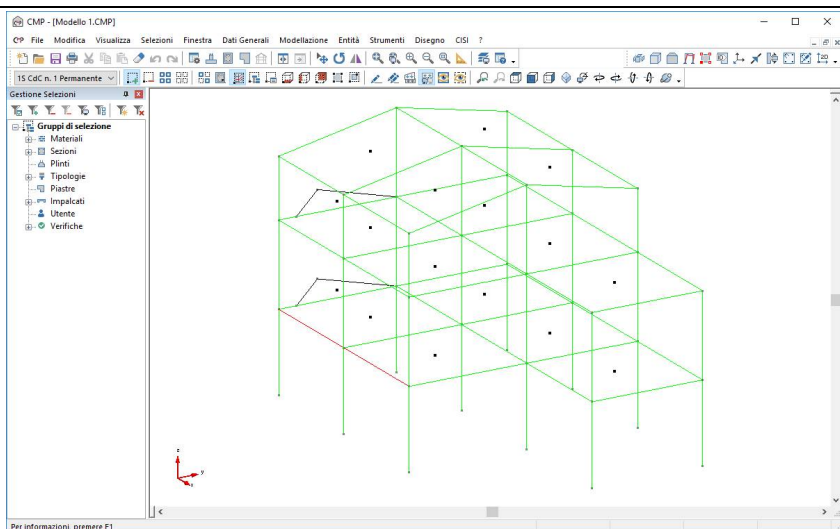 CMP - [Modello 1.CMP]
File Modifica Visualizza Selezioni Finestra Dati Generali Modellazione Entità Strumenti Disegno CISI ?
1S CdC n. 1 Permanente
Gestione Selezioni
Gruppi di selezione
Materiali
Sezioni
Plinti
Tipologie
Piastre
Impalcati
Utente
Verifiche
z
y
Per informazioni, premere F1